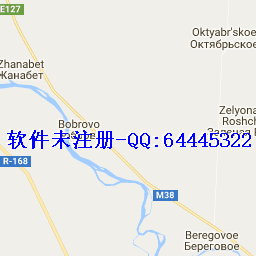 E127
Oktyabr'skoe
Октябрьское
Zhanabet
Жанабет
Zelyona
Roshch
Зеленая
Bobrovo
软件未注册-QQ:64445322
R-168
M38
Beregovoe
Береговое